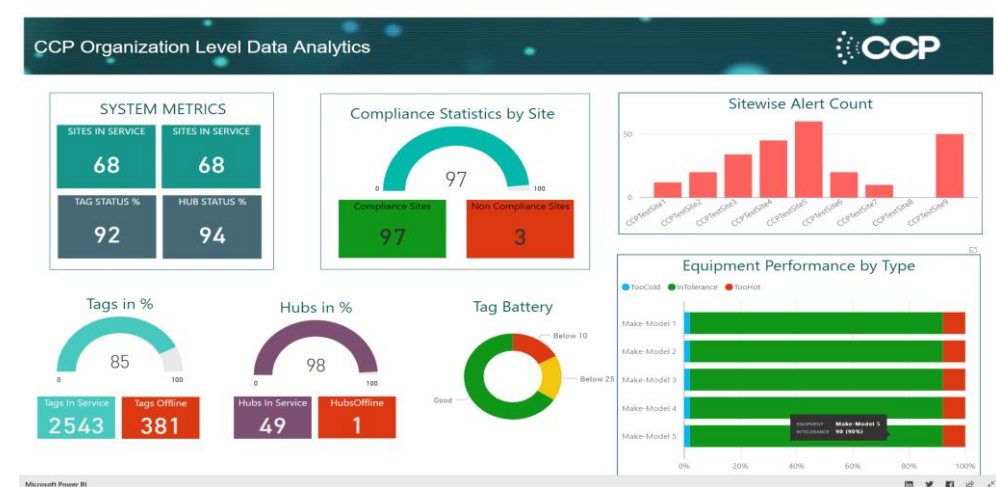 CCP Organization Level Data Analytics
CCP
SYSTEM METRICS
SITES IN SERVICE
68
SITES IN SERVICE
68
TAG STATUS %
92
HUB STATUS %
94
Compliance Statistics by Site
97
0
100
Compliance Sites
97
Non Compliance Sites
3
Sitewise Alert Count
50
0
CCPTestSite1
CCPTestSite2
CCPTestSite3
CCPTestSite4
CCPTestSite5
CCPTestSite6
CCPTestSite7
CCPTestSite8
CCPTestSite9
Tags in %
85
0
100
Tags In Service
2543
Tags Offline
381
Hubs in %
98
0
100
Hubs In Service
49
HubsOffline
1
Tag Battery
Below 10
Below 25
Good
Equipment Performance by Type
TooCold InTolerance TooHot
Make-Model 1
Make-Model 2
Make-Model 3
Make-Model 4
Make-Model 5
EQUIPMENT Make-Model 5
INTOLERANCE 90 (90%)
0% 20% 40% 60% 80% 100%
Microsoft Power BI